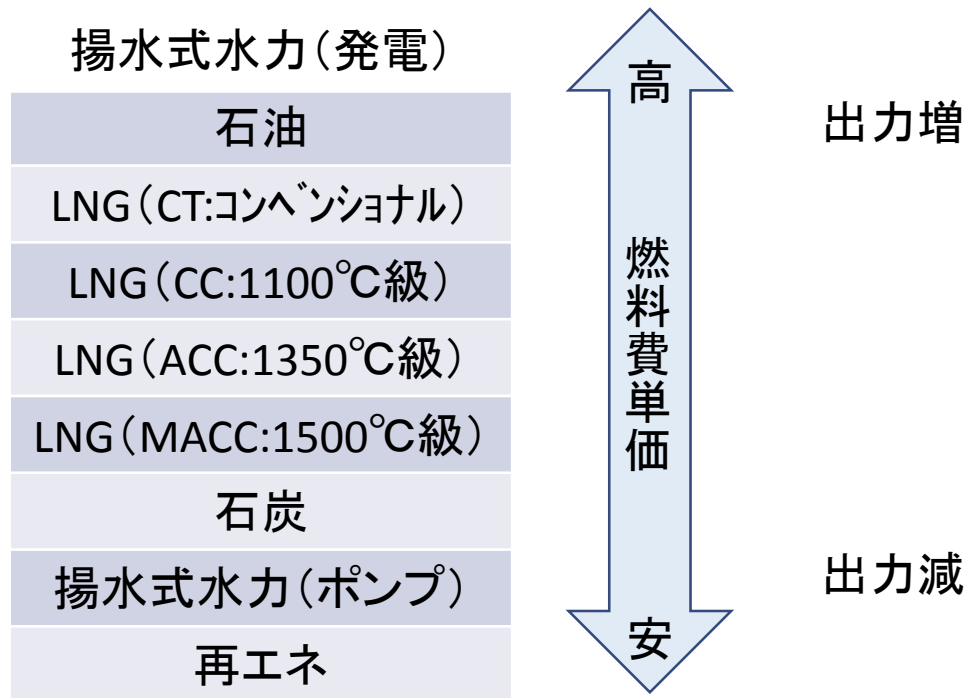 揚水式水力（発電）
石油
LNG（CT:ｺﾝﾍﾞﾝｼｮﾅﾙ）
LNG（CC:1100℃級）
LNG（ACC:1350℃級）
LNG（MACC:1500℃級）
石炭
揚水式水力（ポンプ）
再エネ
高
燃料費単価
安
出力増
出力減